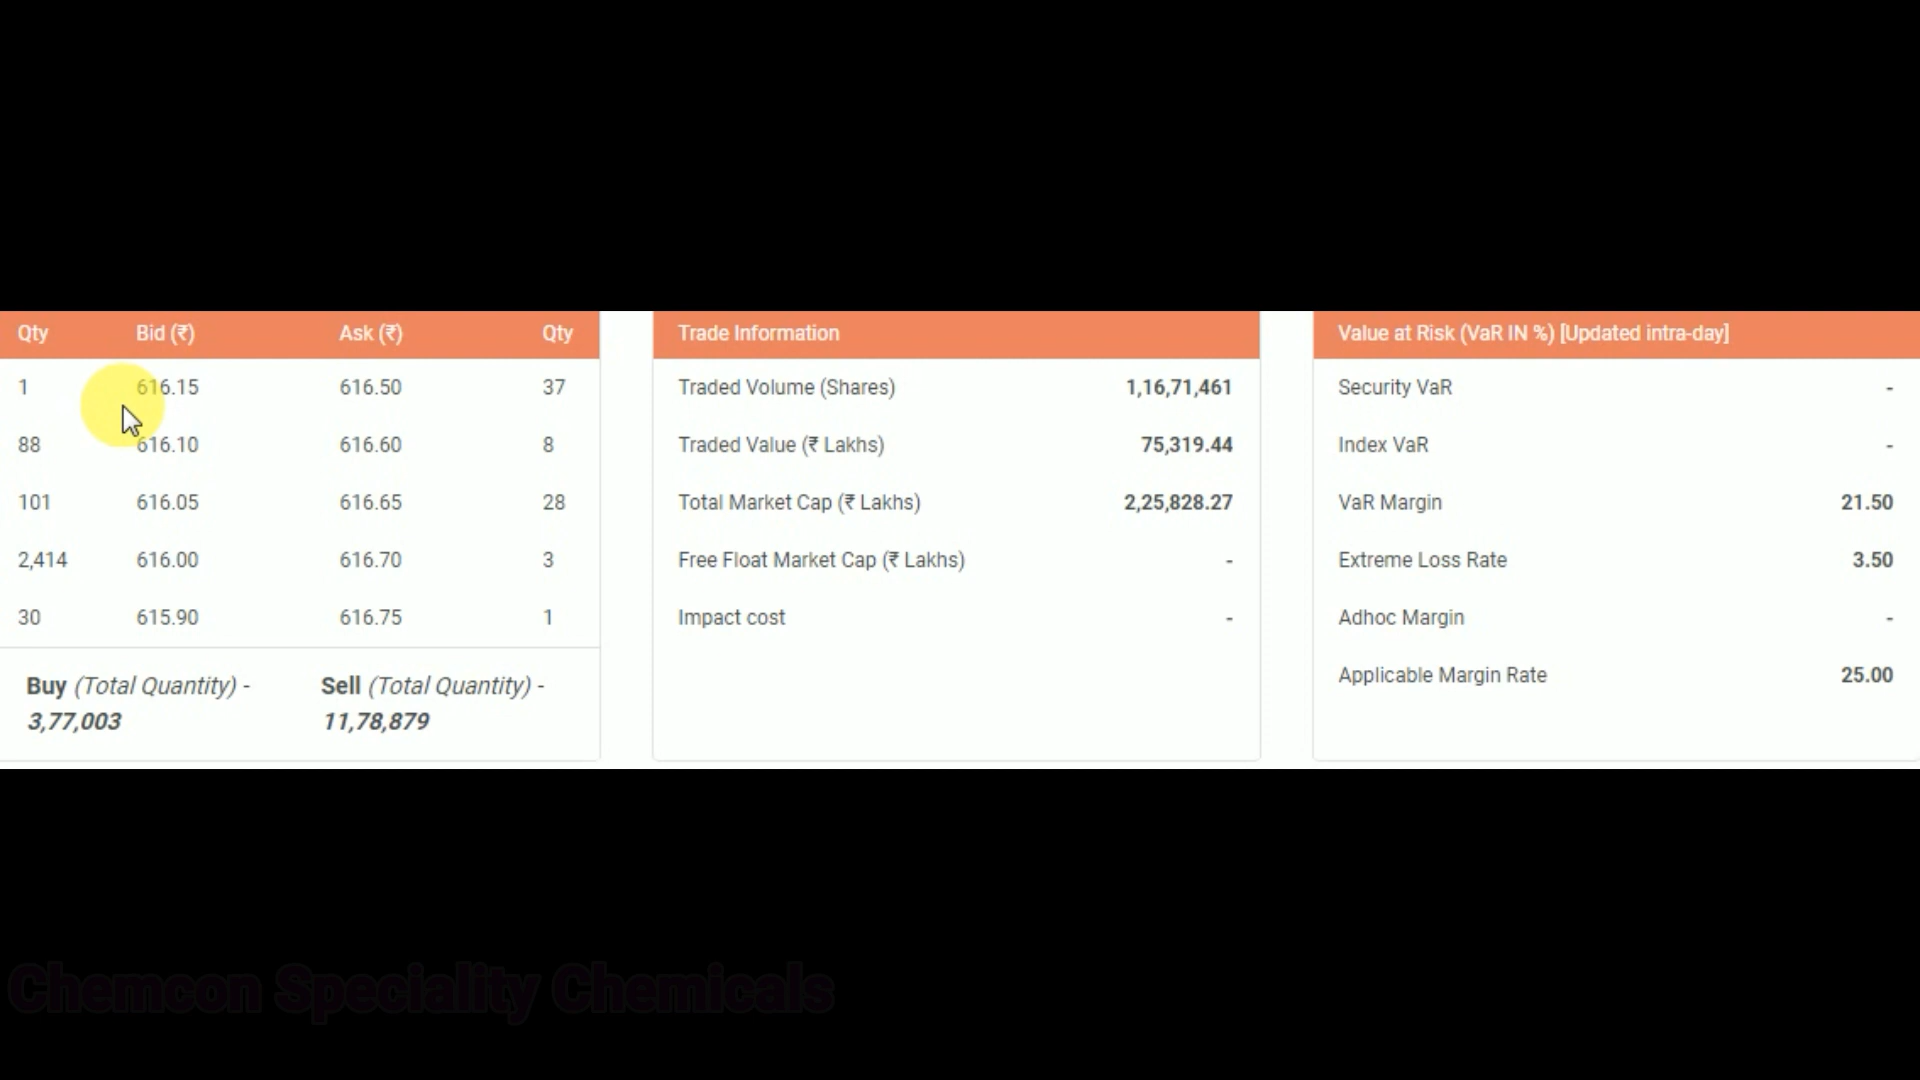 Qty Bid (₹) Ask (₹) Qty
1 616.15 616.50 37
88 616.10 616.60 8
101 616.05 616.65 28
2,414 616.00 616.70 3
30 615.90 616.75 1
Buy (Total Quantity) - Sell (Total Quantity) -
3,77,003 11,78,879
Trade Information
Traded Volume (Shares) 1,16,71,461
Traded Value (₹ Lakhs) 75,319.44
Total Market Cap (₹ Lakhs) 2,25,828.27
Free Float Market Cap (₹ Lakhs) -
Impact cost -
Value at Risk (VaR IN %) [Updated intra-day]
Security VaR -
Index VaR -
VaR Margin 21.50
Extreme Loss Rate 3.50
Adhoc Margin -
Applicable Margin Rate 25.00
Chemcon Speciality Chemicals